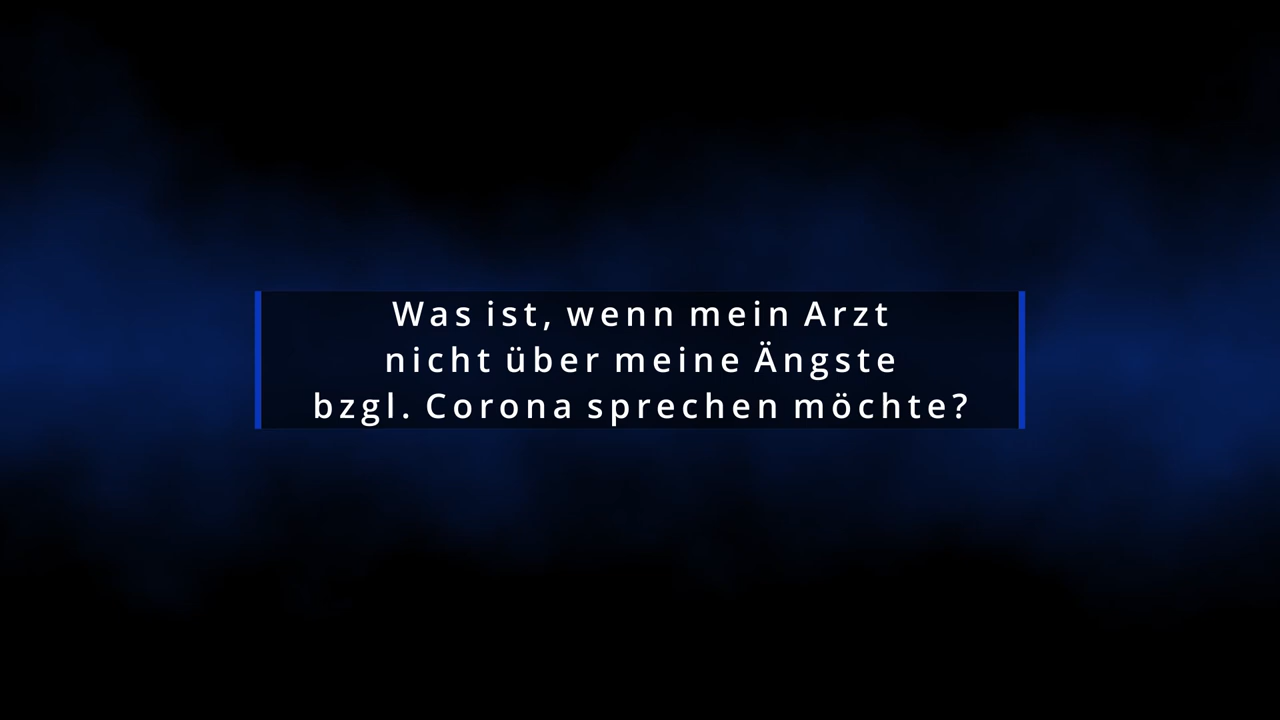 Was ist, wenn mein Arzt
nicht über meine Ängste
bzgl. Corona sprechen möchte?